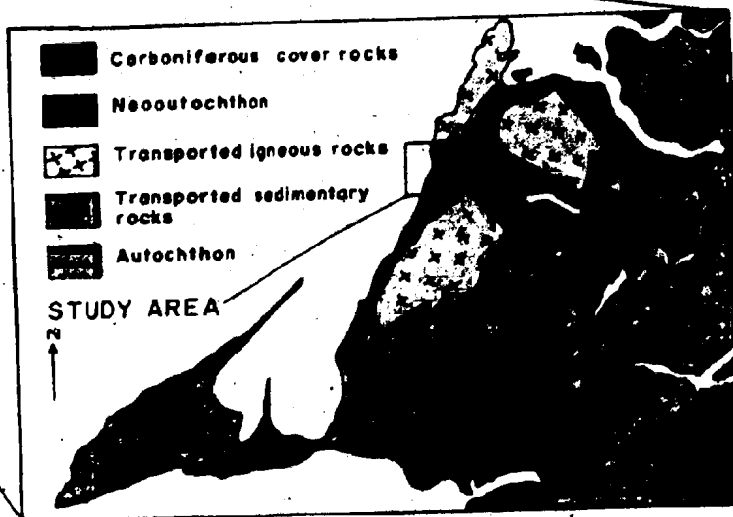 Carboniferous cover rocks
Neoautochthon
Transported igneous rocks
Transported sedimentary
rocks
Autochthon
STUDY AREA
N